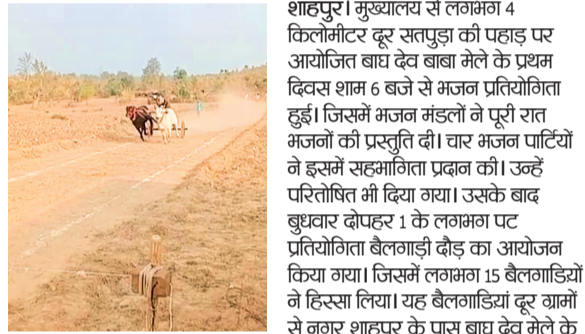 शाहपुर। मुख्यालय से लगभग 4
किलोमीटर दूर सतपुड़ा की पहाड़ पर
आयोजित बाघ देव बाबा मेले के प्रथम
दिवस शाम 6 बजे से भजन प्रतियोगिता
हुई। जिसमें भजन मंडलों ने पूरी रात
भजनों की प्रस्तुति दी। चार भजन पार्टियों
ने इसमें सहभागिता प्रदान की। उन्हें
परितोषित भी दिया गया। उसके बाद
बुधवार दोपहर 1 के लगभग पट
प्रतियोगिता बैलगाड़ी दौड़ का आयोजन
किया गया। जिसमें लगभग 15 बैलगाडियों
ने हिस्सा लिया। यह बैलगाडियां दूर ग्रामों
से नगर शाहपुर के पास बाघ देव मेले के